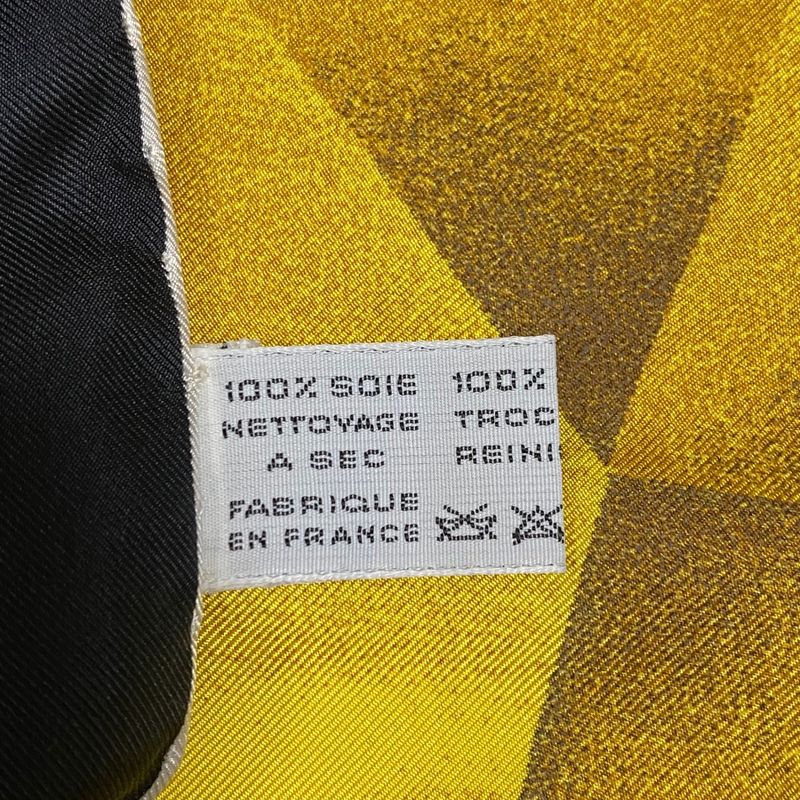 100% SOIE
NETTOYAGE
A SEC
FABRIQUE
EN FRANCE
100%
TROC
REINI